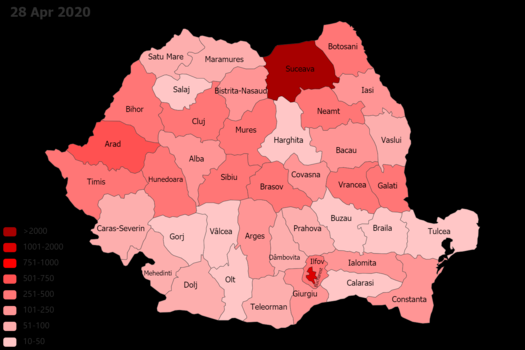 28 Apr 2020
Botosani
Satu Mare
Maramures
Suceava
Salaj
Bistrita-Nasaud
Iasi
Bihor
Cluj
Neamt
Mures
Arad
Harghita
Vaslui
Alba
Bacau
Timis
Hunedoara
Sibiu
Covasna
Brasov
Vrancea
Galati
Caras-Severin
Gorj
Vâlcea
Arges
Prahova
Buzau
Braila
Tulcea
Dâmbovita
Ilfov
Ialomita
Mehedinti
Dolj
Olt
Giurgiu
Calarasi
Teleorman
Constanta
>2000
1001-2000
751-1000
501-750
251-500
101-250
51-100
10-50